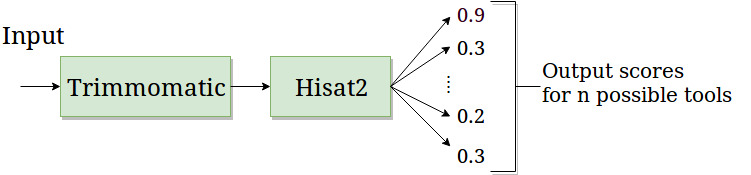 Input
Trimmomatic
Hisat2
0.9
0.3
0.2
0.3
Output scores
for n possible tools